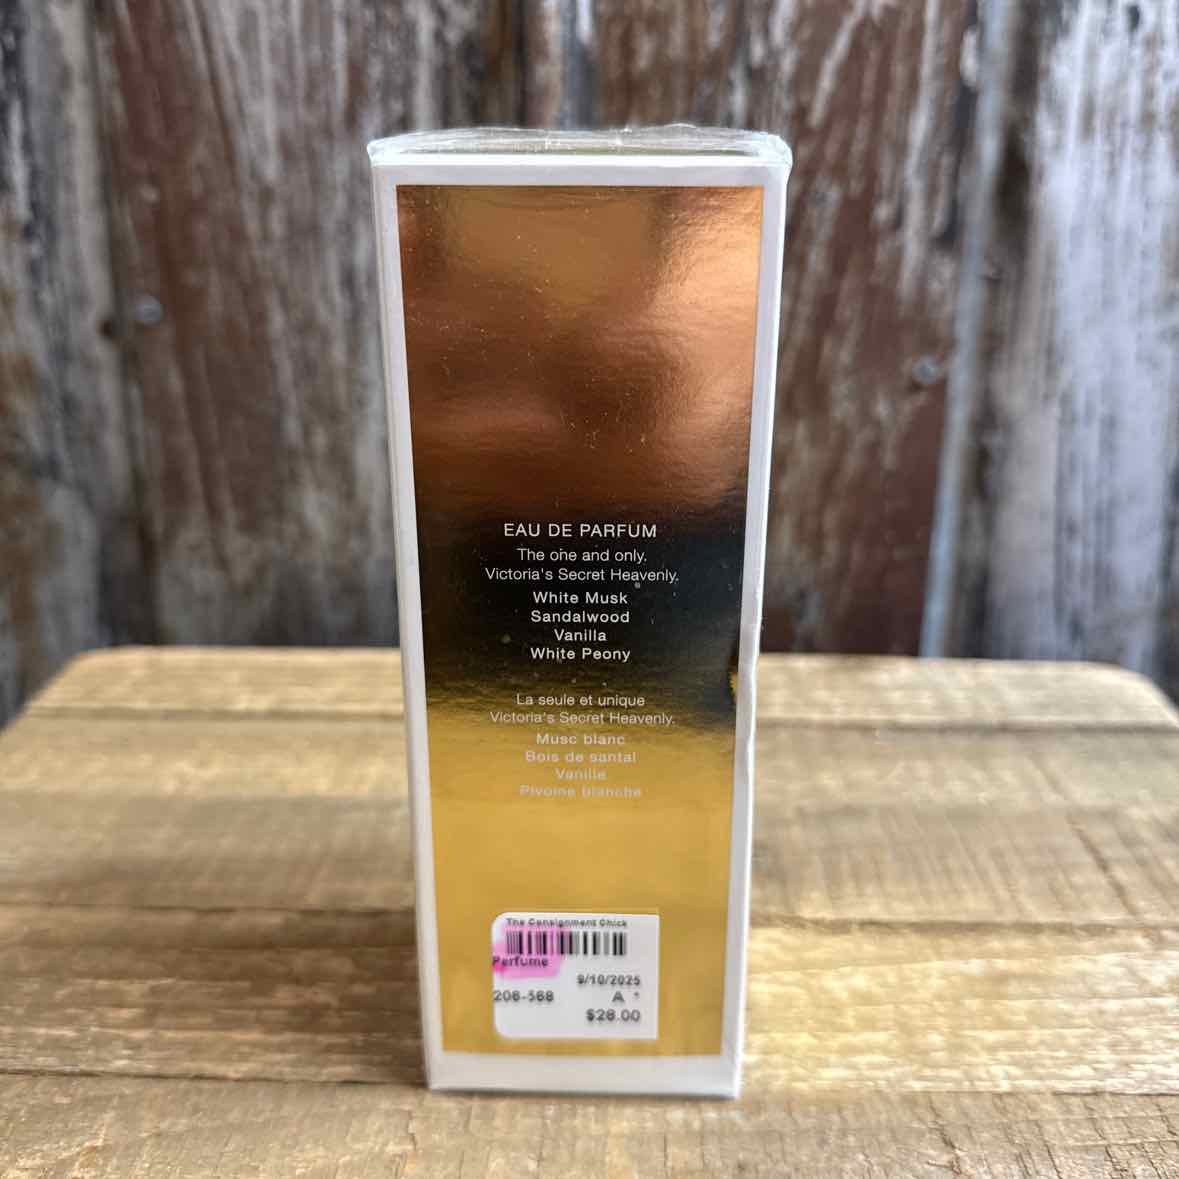 EAU DE PARFUM
The one and only.
Victoria's Secret Heavenly.
White Musk
Sandalwood
Vanilla
White Peony
La seule et unique
Victoria's Secret Heavenly.
Musc blanc
Bois de santal
Vanille
Pivoine blanche
The Consignment Chick
Perfume
9/10/2025
206-568 A *
$28.00